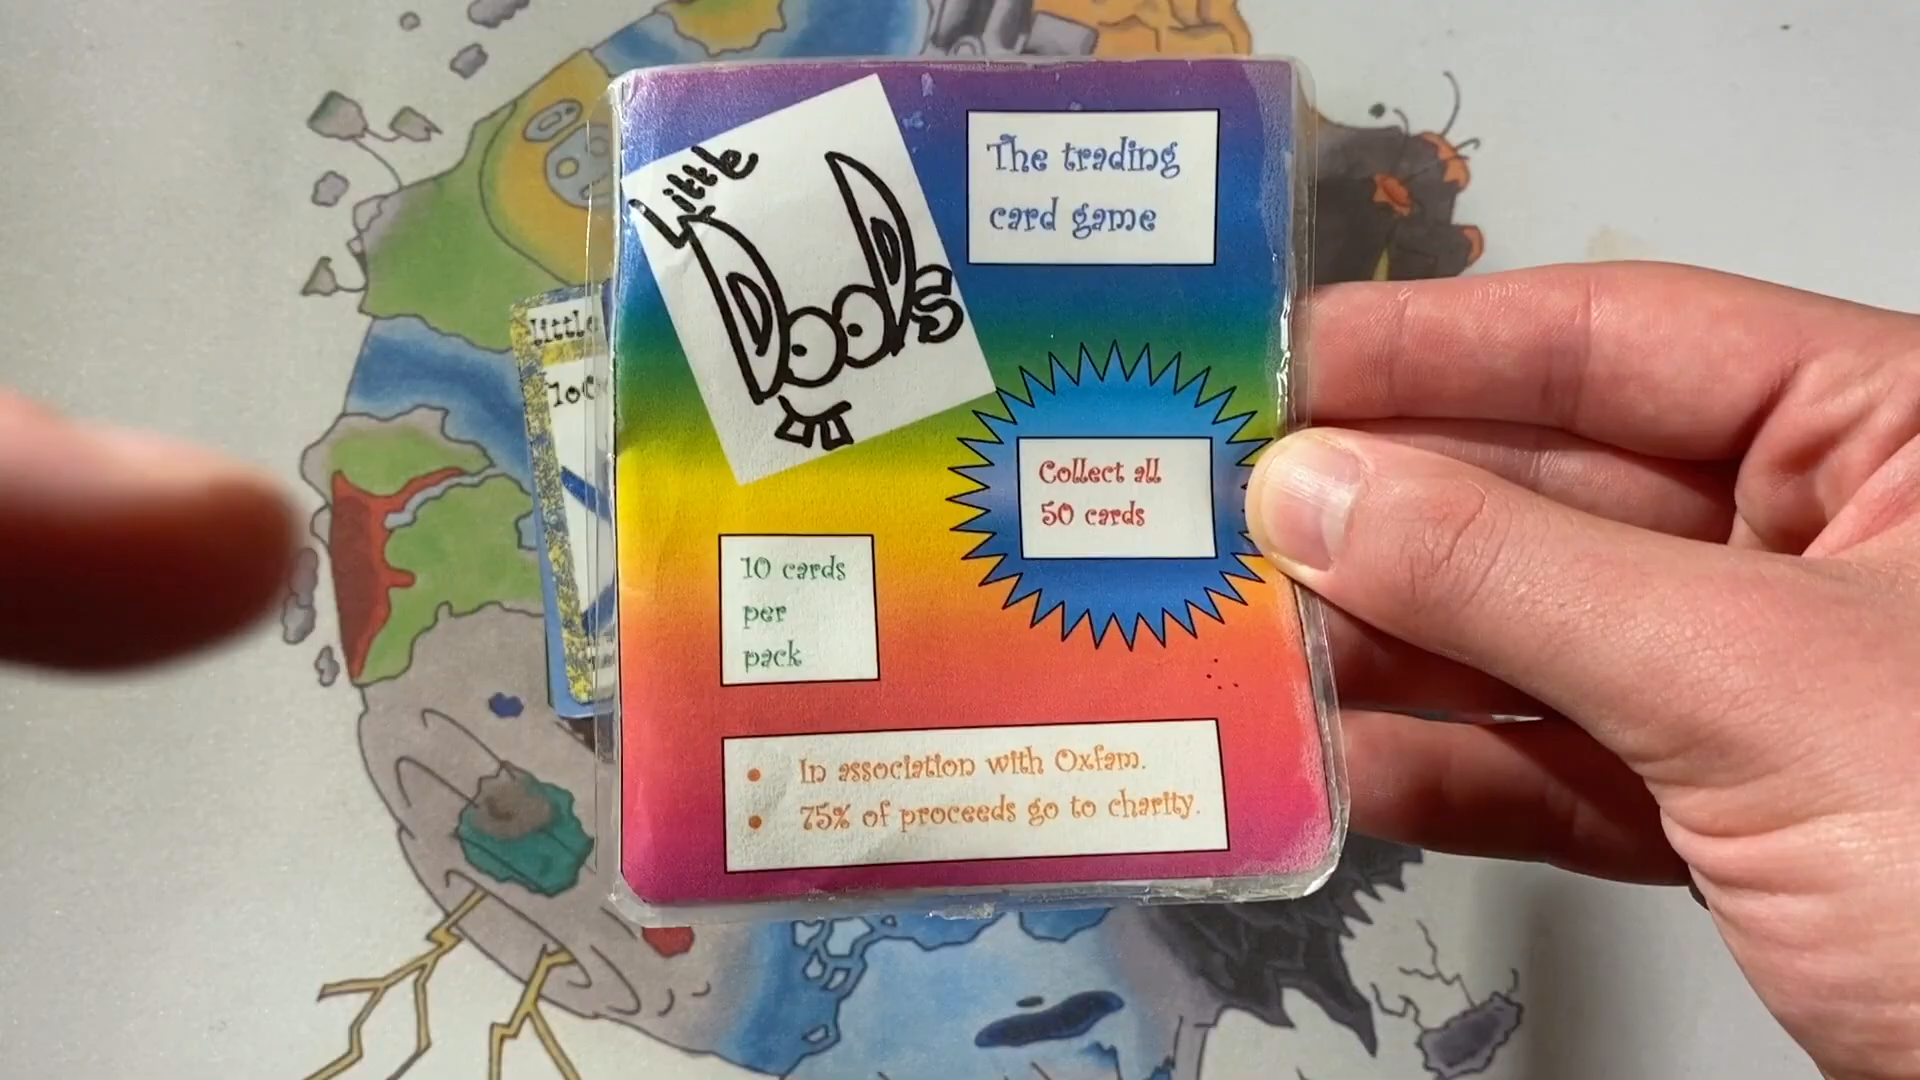 Little
DooDs
The trading
card game
Collect all
50 cards
10 cards
per
pack
• In association with Oxfam.
• 75% of proceeds go to charity.
little